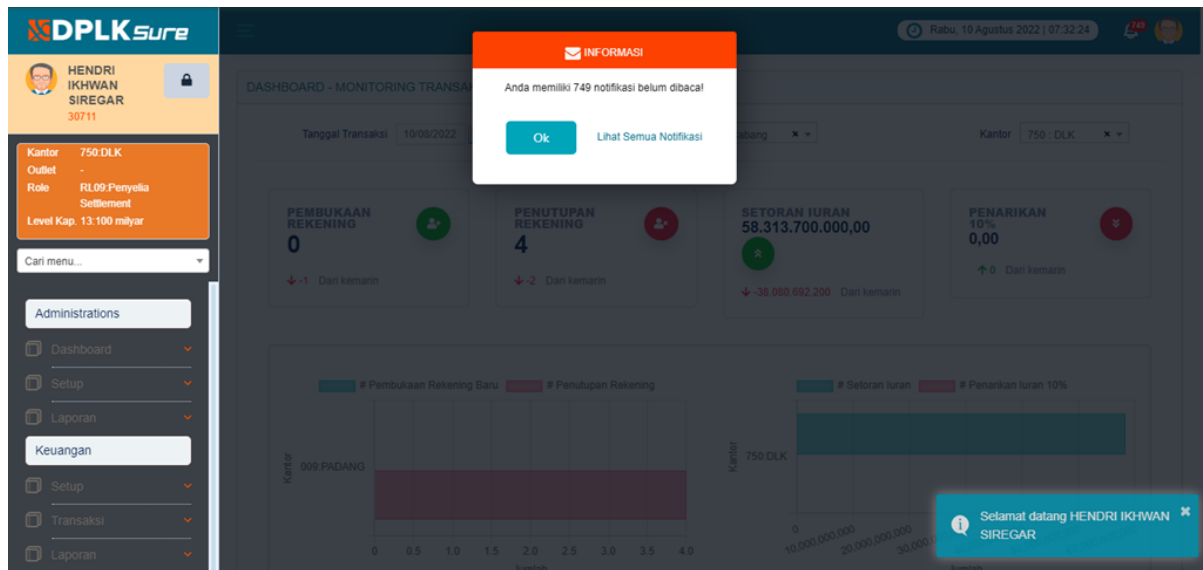 DPLKSure
HENDRI
IKHWAN
SIREGAR
30711
Kantor 750:DLK
Outlet -
Role RL09:Penyelia
Settlement
Level Kap. 13:100 milyar
Cari menu...
Administrations
Dashboard
Setup
Laporan
Keuangan
Setup
Transaksi
Laporan
Rabu, 10 Agustus 2022 | 07:32:24
749
INFORMASI
Anda memiliki 749 notifikasi belum dibaca!
Ok Lihat Semua Notifikasi
DASHBOARD - MONITORING TRANSA
Tanggal Transaksi 10/08/2022
abang
Kantor 750 : DLK
PEMBUKAAN
REKENING
0
-1 Dari kemarin
PENUTUPAN
REKENING
4
-2 Dari kemarin
SETORAN IURAN
58.313.700.000,00
-38.080.692.200 Dari kemarin
PENARIKAN
10%
0,00
0 Dari kemarin
# Pembukaan Rekening Baru # Penutupan Rekening
Kantor
009:PADANG
0 0.5 1.0 1.5 2.0 2.5 3.0 3.5 4.0
Jumlah
# Setoran Iuran # Penarikan Iuran 10%
Kantor
750:DLK
0 10,000,000,000 20,000,000,000
Jumlah
Selamat datang HENDRI IKHWAN
SIREGAR